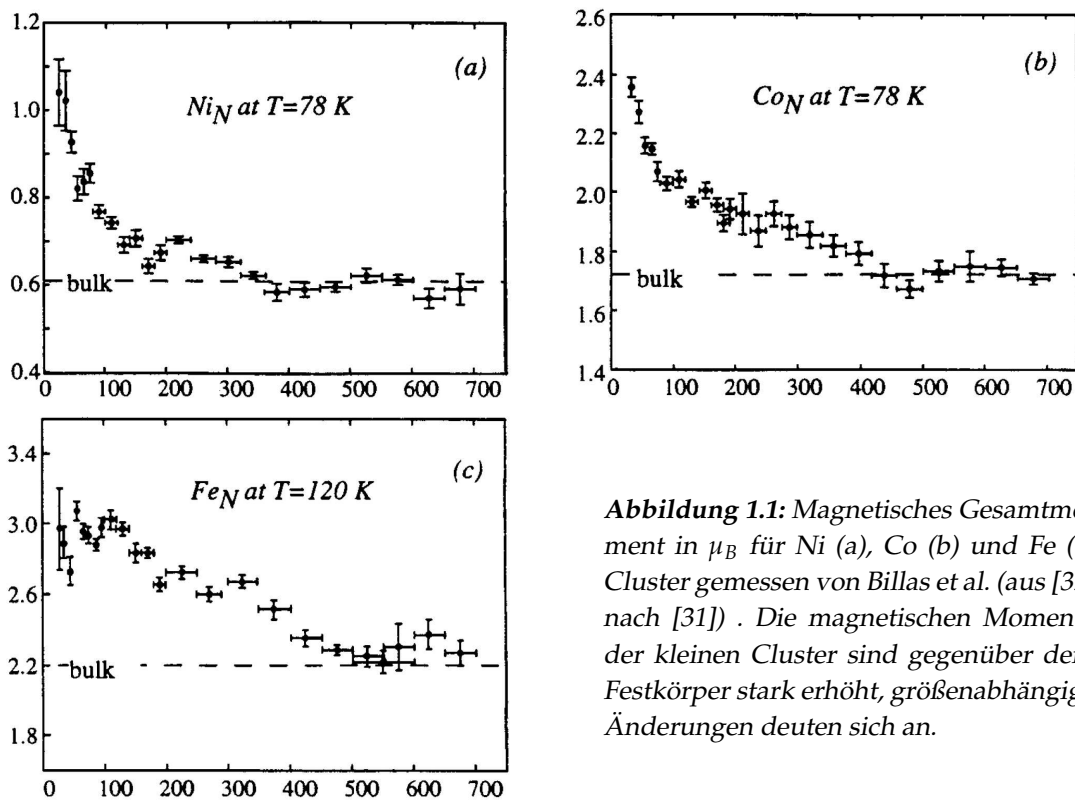 1.2
1.0
0.8
0.6
0.4
(a)
NiN at T=78 K
bulk
0 100 200 300 400 500 600 700
2.6
2.4
2.2
2.0
1.8
1.6
1.4
(b)
CoN at T=78 K
bulk
0 100 200 300 400 500 600 700
3.4
3.0
2.6
2.2
1.8
(c)
FeN at T=120 K
bulk
0 100 200 300 400 500 600 700
Abbildung 1.1: Magnetisches Gesamtmo
ment in μB für Ni (a), Co (b) und Fe (
Cluster gemessen von Billas et al. (aus [3
nach [31]) . Die magnetischen Moment
der kleinen Cluster sind gegenüber de
Festkörper stark erhöht, größenabhängig
Änderungen deuten sich an.